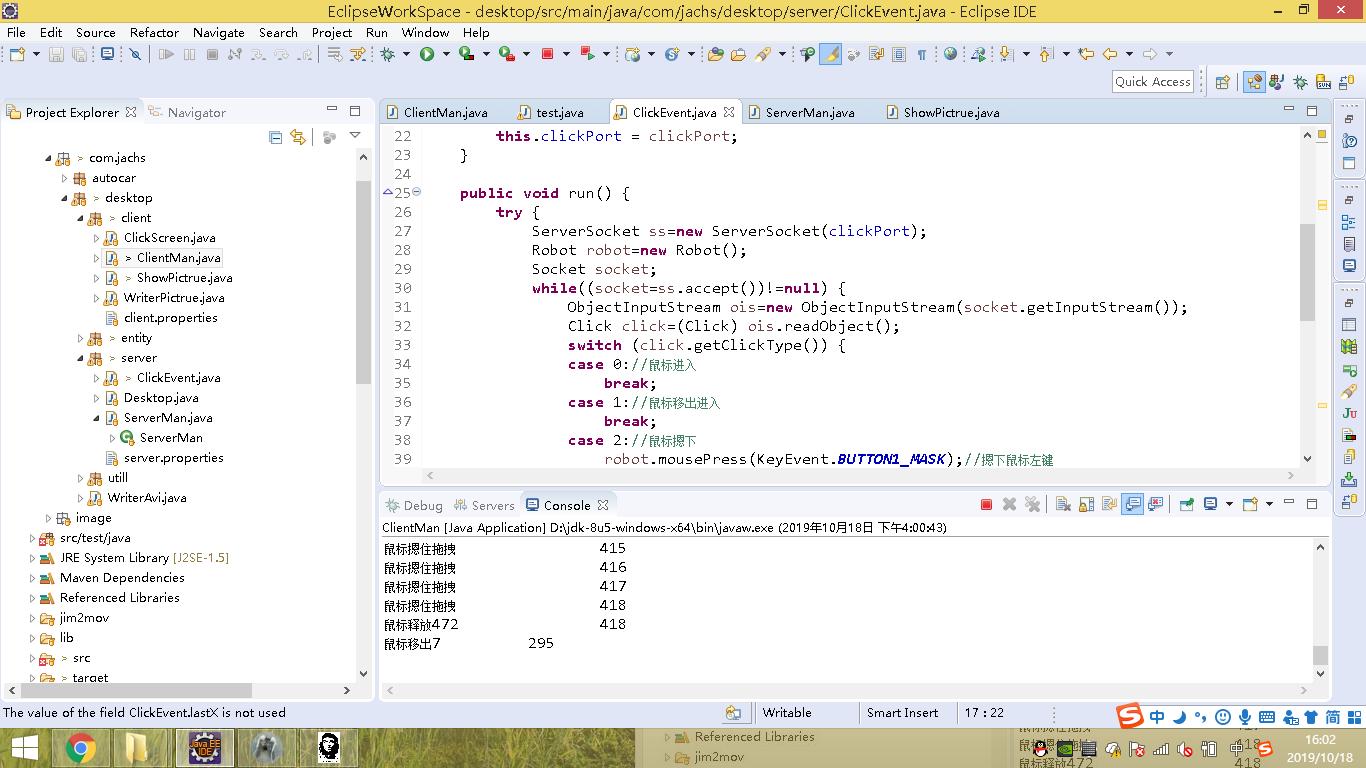 EclipseWorkSpace - desktop/src/main/java/com/jachs/desktop/server/ClickEvent.java - Eclipse IDE
File Edit Source Refactor Navigate Search Project Run Window Help
Quick Access
Project Explorer Navigator
> com.jachs
autocar
> desktop
> client
ClickScreen.java
> ClientMan.java
> ShowPictrue.java
WriterPictrue.java
client.properties
> entity
> server
> ClickEvent.java
Desktop.java
ServerMan.java
ServerMan
server.properties
utill
WriterAvi.java
image
src/test/java
JRE System Library [J2SE-1.5]
Maven Dependencies
Referenced Libraries
jim2mov
lib
> src
> target
ClientMan.java test.java ClickEvent.java ServerMan.java ShowPictrue.java
22 this.clickPort = clickPort;
23 }
24
25 public void run() {
26 try {
27 ServerSocket ss=new ServerSocket(clickPort);
28 Robot robot=new Robot();
29 Socket socket;
30 while((socket=ss.accept())!=null) {
31 ObjectInputStream ois=new ObjectInputStream(socket.getInputStream());
32 Click click=(Click) ois.readObject();
33 switch (click.getClickType()) {
34 case 0://鼠标进入
35 break;
36 case 1://鼠标移出进入
37 break;
38 case 2://鼠标摁下
39 robot.mousePress(KeyEvent.BUTTON1_MASK);//摁下鼠标左键
Debug Servers Console
ClientMan [Java Application] D:\jdk-8u5-windows-x64\bin\javaw.exe (2019年10月18日 下午4:00:43)
鼠标摁住拖拽 415
鼠标摁住拖拽 416
鼠标摁住拖拽 417
鼠标摁住拖拽 418
鼠标释放472 418
鼠标移出7 295
The value of the field ClickEvent.lastX is not used
Writable Smart Insert 17 : 22
中 简
Java EE
IDE
Referenced Libraries
jim2mov
鼠标释放472 418
中
16:02
2019/10/18